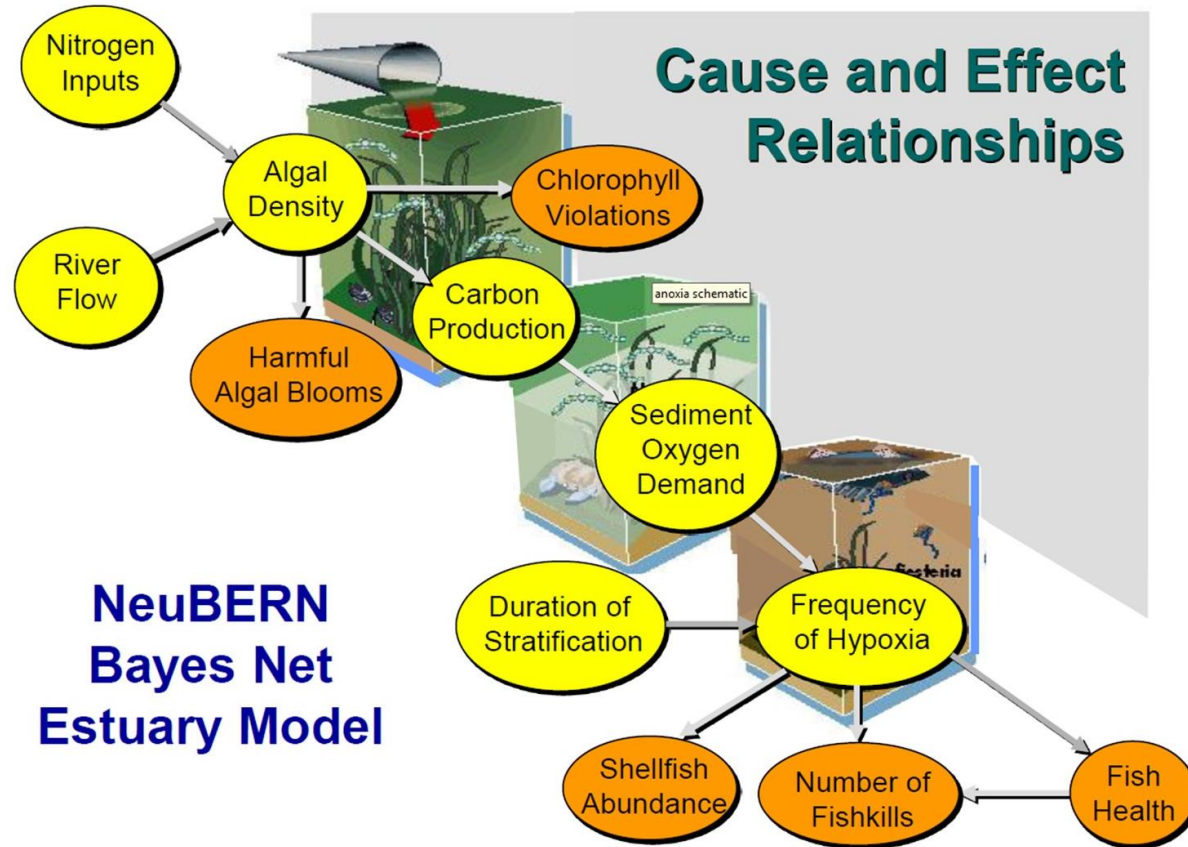 Cause and Effect
Relationships
Nitrogen
Inputs
Algal
Density
Chlorophyll
Violations
River
Flow
Carbon
Production
anoxia schematic
Harmful
Algal Blooms
Sediment
Oxygen
Demand
NeuBERN
Bayes Net
Estuary Model
Duration of
Stratification
Frequency
of Hypoxia
Shellfish
Abundance
Number of
Fishkills
Fish
Health